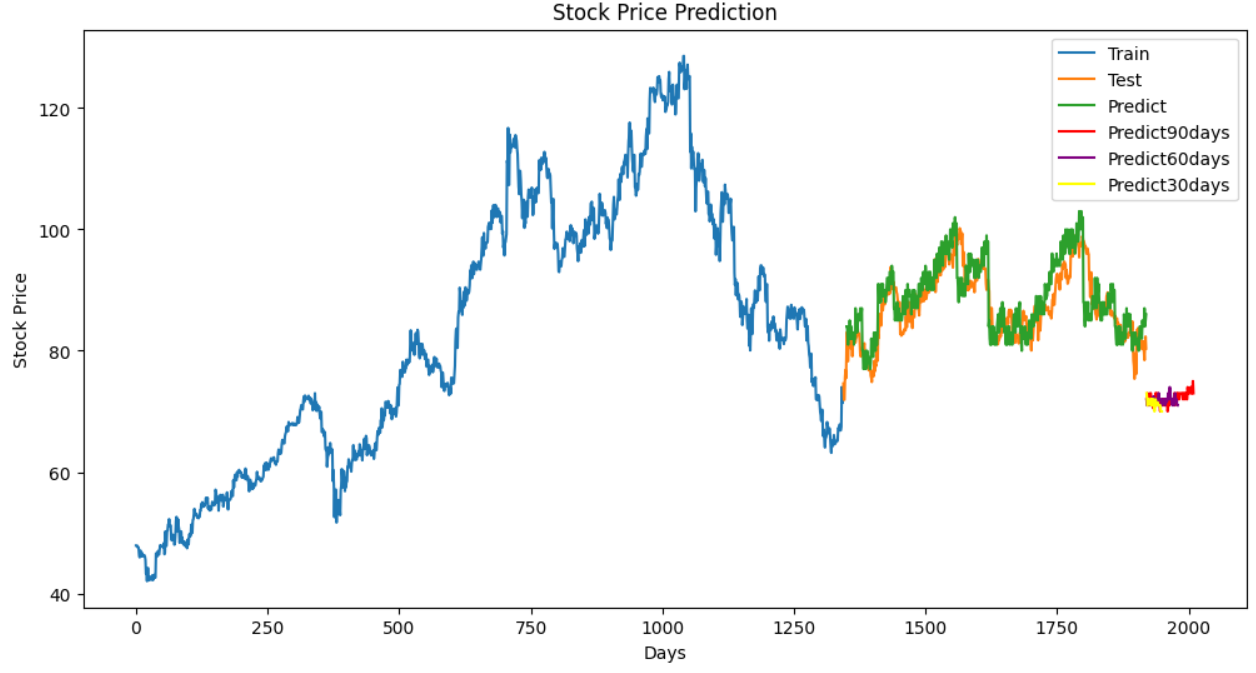 Stock Price Prediction
Train
Test
Predict
Predict90days
Predict60days
Predict30days
Stock Price
120
100
80
60
40
0
250
500
750
1000
1250
1500
1750
2000
Days